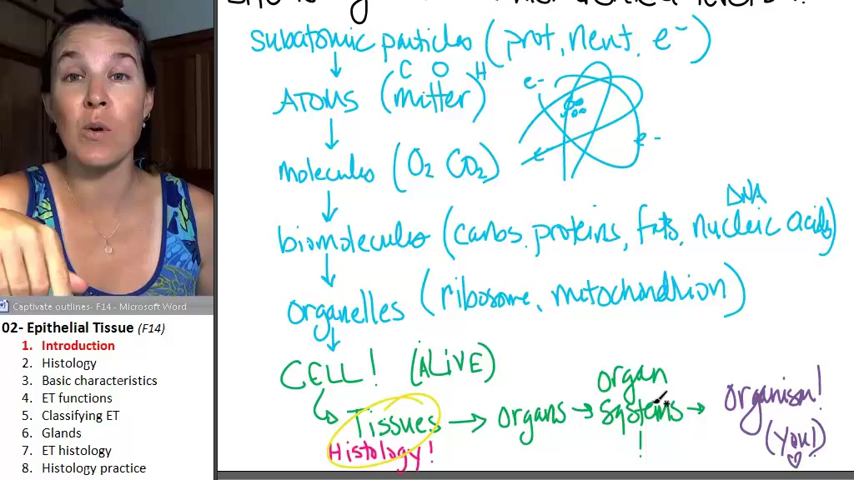 subatomic particles (prot, neut, e-)
C O H
ATOMS (matter)
e-
e-
e-
molecules (O2 CO2)
DNA
biomolecules (carbs, proteins, fats, nucleic acids)
organelles (ribosome, mitochondrion)
CELL! (ALIVE)
Tissues → organs → organ systems → organism!
Histology!
(you!)
Captivate outlines- F14 - Microsoft Word
02- Epithelial Tissue (F14)
1. Introduction
2. Histology
3. Basic characteristics
4. ET functions
5. Classifying ET
6. Glands
7. ET histology
8. Histology practice